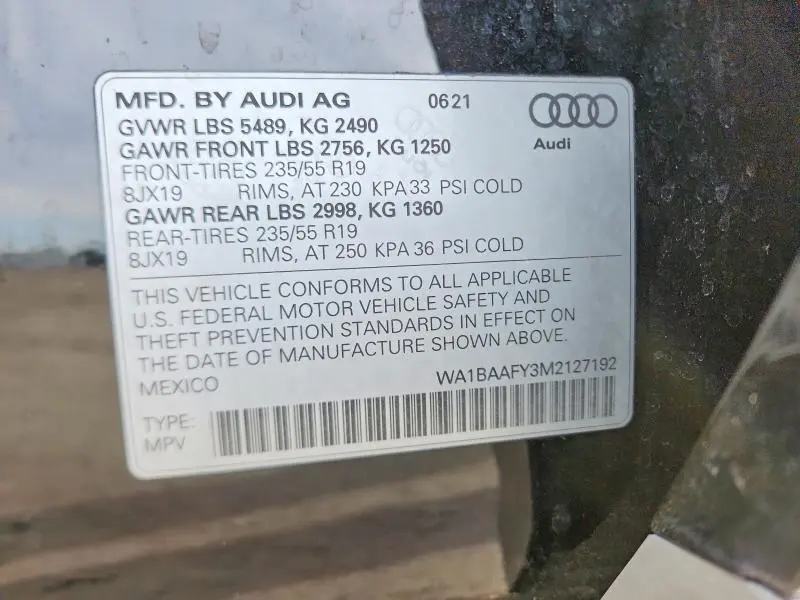 MFD. BY AUDI AG 0621
GVWR LBS 5489, KG 2490
Audi
GAWR FRONT LBS 2756, KG 1250
FRONT-TIRES 235/55 R19
8JX19 RIMS, AT 230 KPA 33 PSI COLD
GAWR REAR LBS 2998, KG 1360
REAR-TIRES 235/55 R19
8JX19 RIMS, AT 250 KPA 36 PSI COLD
THIS VEHICLE CONFORMS TO ALL APPLICABLE
U.S. FEDERAL MOTOR VEHICLE SAFETY AND
THEFT PREVENTION STANDARDS IN EFFECT ON
THE DATE OF MANUFACTURE SHOWN ABOVE.
MEXICO WA1BAAFY3M2127192
TYPE:
MPV